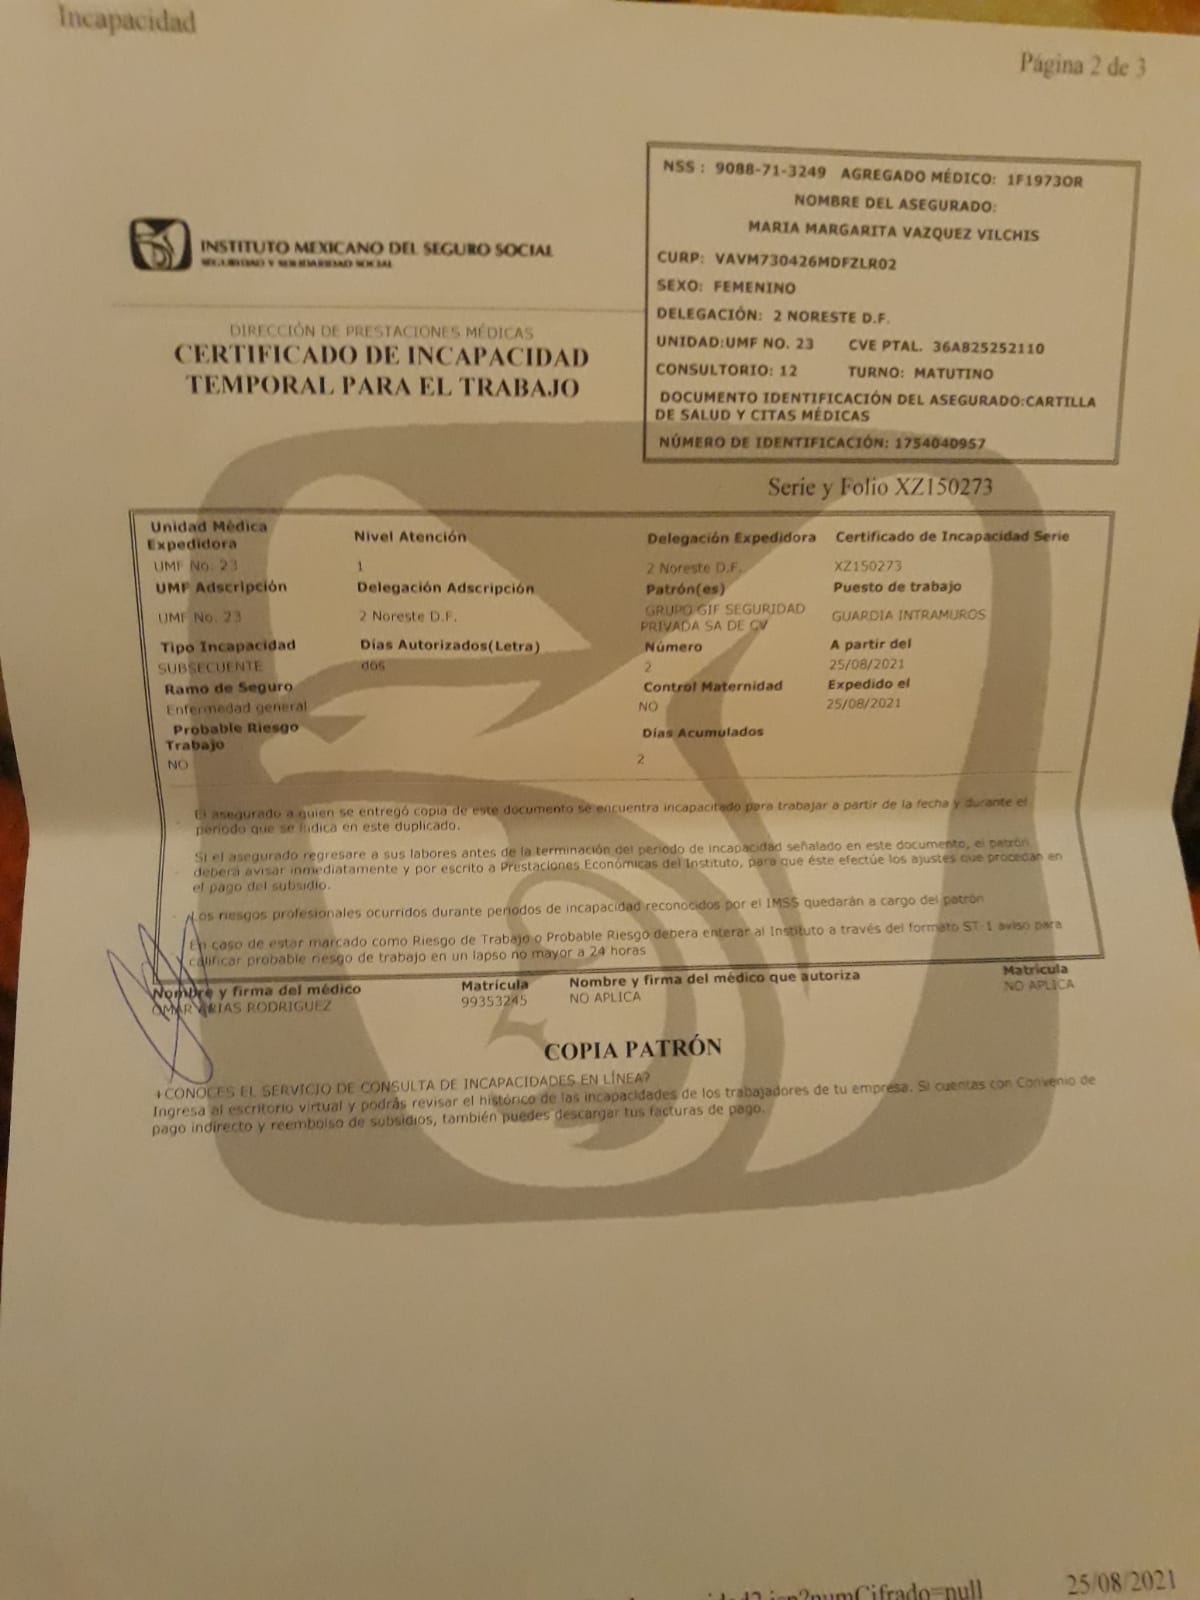 Incapacidad
Página 2 de 3
NSS : 9088-71-3249 AGREGADO MÉDICO: 1F1973OR
NOMBRE DEL ASEGURADO:
MARIA MARGARITA VAZQUEZ VILCHIS
CURP: VAVM730426MDFZLR02
SEXO: FEMENINO
DELEGACIÓN: 2 NORESTE D.F.
UNIDAD:UMF NO. 23 CVE PTAL. 36A825252110
CONSULTORIO: 12 TURNO: MATUTINO
DOCUMENTO IDENTIFICACIÓN DEL ASEGURADO:CARTILLA
DE SALUD Y CITAS MÉDICAS
NÚMERO DE IDENTIFICACIÓN: 1754040957
INSTITUTO MEXICANO DEL SEGURO SOCIAL
SEGURIDAD Y SOLIDARIDAD SOCIAL
DIRECCIÓN DE PRESTACIONES MÉDICAS
CERTIFICADO DE INCAPACIDAD
TEMPORAL PARA EL TRABAJO
Serie y Folio XZ150273
Unidad Médica
Expedidora Nivel Atención Delegación Expedidora Certificado de Incapacidad Serie
UMF No. 23 1 2 Noreste D.F. XZ150273
UMF Adscripción Delegación Adscripción Patrón(es) Puesto de trabajo
UMF No. 23 2 Noreste D.F. GRUPO GIF SEGURIDAD GUARDIA INTRAMUROS
PRIVADA SA DE CV
Tipo Incapacidad Días Autorizados(Letra) Número A partir del
SUBSECUENTE dos 2 25/08/2021
Ramo de Seguro Control Maternidad Expedido el
Enfermedad general NO 25/08/2021
Probable Riesgo
Trabajo Días Acumulados
NO 2
El asegurado a quien se entregó copia de este documento se encuentra incapacitado para trabajar a partir de la fecha y durante el
periodo que se indica en este duplicado.
Si el asegurado regresare a sus labores antes de la terminación del periodo de incapacidad señalado en este documento, el patrón
deberá avisar inmediatamente y por escrito a Prestaciones Económicas del Instituto, para que éste efectúe los ajustes que procedan en
el pago del subsidio.
Los riesgos profesionales ocurridos durante periodos de incapacidad reconocidos por el IMSS quedarán a cargo del patrón
En caso de estar marcado como Riesgo de Trabajo o Probable Riesgo debera enterar al Instituto a través del formato ST-1 aviso para
calificar probable riesgo de trabajo en un lapso no mayor a 24 horas
Nombre y firma del médico Matrícula Nombre y firma del médico que autoriza Matrícula
OMAR ARIAS RODRIGUEZ 99353245 NO APLICA NO APLICA
COPIA PATRÓN
¿CONOCES EL SERVICIO DE CONSULTA DE INCAPACIDADES EN LÍNEA?
Ingresa al escritorio virtual y podrás revisar el histórico de las incapacidades de los trabajadores de tu empresa. Si cuentas con Convenio de
pago indirecto y reembolso de subsidios, también puedes descargar tus facturas de pago.
numCifrado=null 25/08/2021